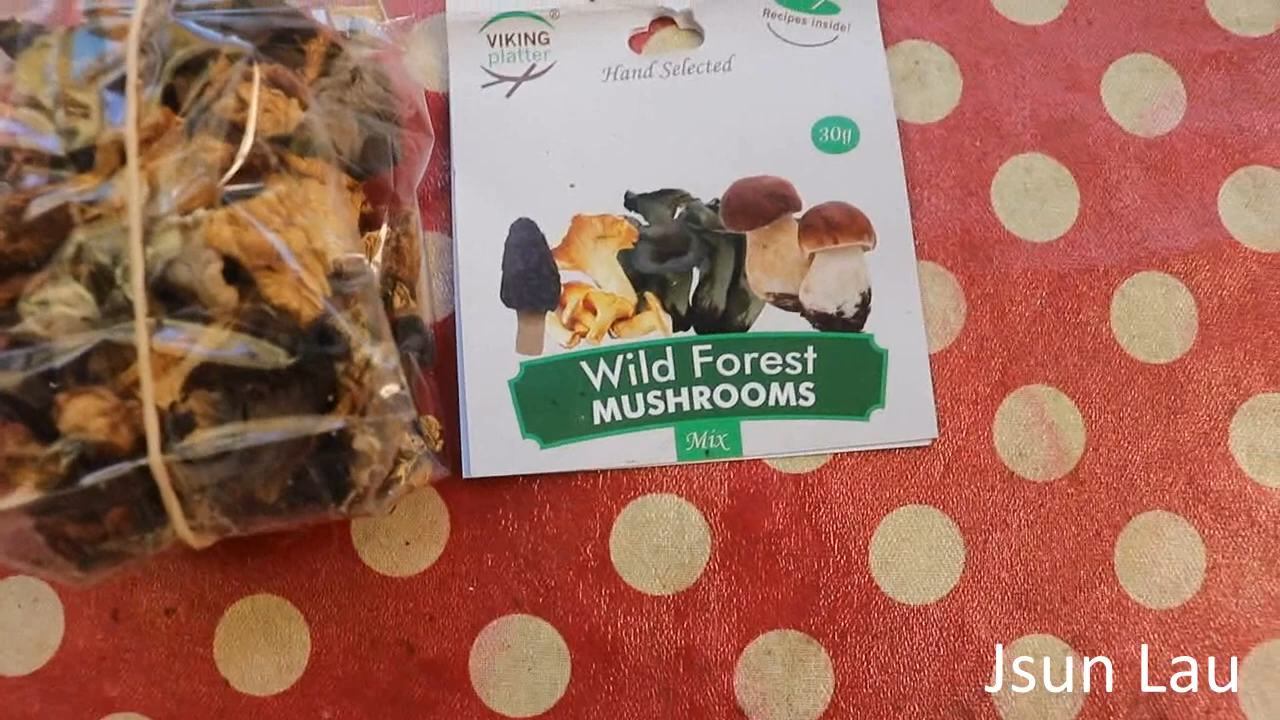 VIKING
platter
®
Hand Selected
Recipes inside!
30g
Wild Forest
MUSHROOMS
Mix
Jsun Lau